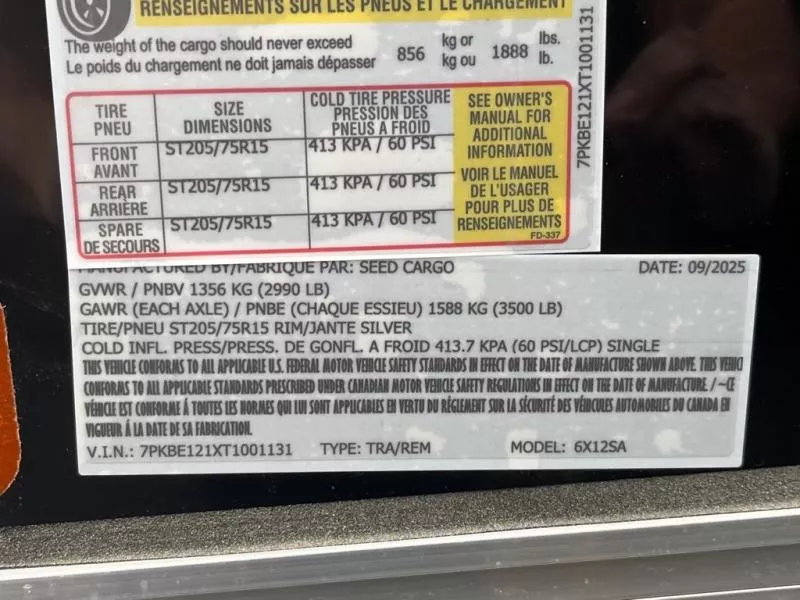 RENSEIGNEMENTS SUR LES PNEUS ET LE CHARGEMENT
The weight of the cargo should never exceed 856 kg or 1888 lbs.
Le poids du chargement ne doit jamais dépasser kg ou lb.
TIRE PNEU SIZE DIMENSIONS COLD TIRE PRESSURE PRESSION DES PNEUS A FROID
FRONT AVANT ST205/75R15 413 KPA / 60 PSI
REAR ARRIÈRE ST205/75R15 413 KPA / 60 PSI
SPARE DE SECOURS ST205/75R15 413 KPA / 60 PSI
SEE OWNER'S
MANUAL FOR
ADDITIONAL
INFORMATION
VOIR LE MANUEL
DE L'USAGER
POUR PLUS DE
RENSEIGNEMENTS
FD-337
7PKBE121XT1001131
MANUFACTURED BY/FABRIQUE PAR: SEED CARGO DATE: 09/2025
GVWR / PNBV 1356 KG (2990 LB)
GAWR (EACH AXLE) / PNBE (CHAQUE ESSIEU) 1588 KG (3500 LB)
TIRE/PNEU ST205/75R15 RIM/JANTE SILVER
COLD INFL. PRESS/PRESS. DE GONFL. A FROID 413.7 KPA (60 PSI/LCP) SINGLE
THIS VEHICLE CONFORMS TO ALL APPLICABLE U.S. FEDERAL MOTOR VEHICLE SAFETY STANDARDS IN EFFECT ON THE DATE OF MANUFACTURE SHOWN ABOVE. THIS VEHIC
CONFORMS TO ALL APPLICABLE STANDARDS PRESCRIBED UNDER CANADIAN MOTOR VEHICLE SAFETY REGULATIONS IN EFFECT ON THE DATE OF MANUFACTURE. / ~CE
VÉHICLE EST CONFORME Á TOUTES LES NORMES QUI LUI SONT APPLICABLES EN VERTU DU RÉGLEMENT SUR LA SÉCURITÉ DES VÉHICULES AUTOMOBILES DU CANADA EN
VIGUEUR Á LA DATE DE SA FABRICATION.
V.I.N.: 7PKBE121XT1001131 TYPE: TRA/REM MODEL: 6X12SA